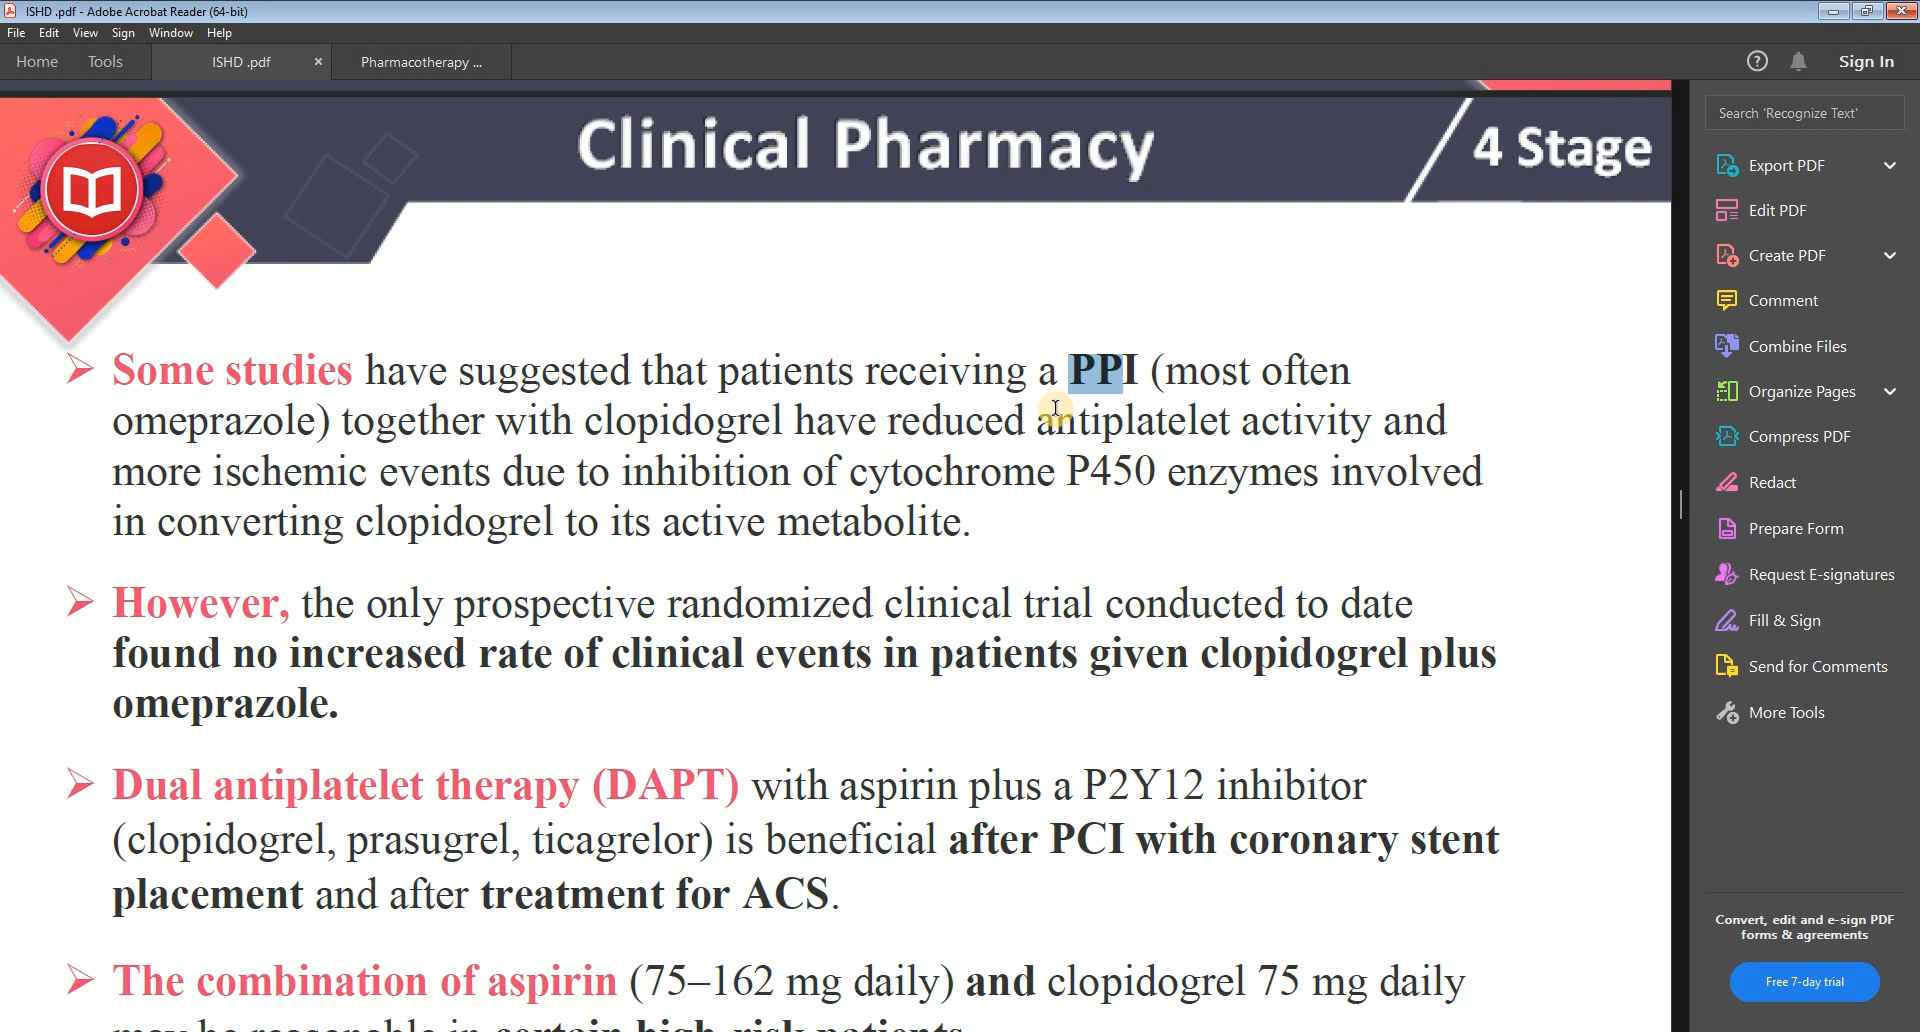 ISHD .pdf - Adobe Acrobat Reader (64-bit)
File Edit View Sign Window Help
Home Tools ISHD .pdf × Pharmacotherapy ... Sign In
Clinical Pharmacy
4 Stage
Some studies have suggested that patients receiving a PPI (most often
omeprazole) together with clopidogrel have reduced antiplatelet activity and
more ischemic events due to inhibition of cytochrome P450 enzymes involved
in converting clopidogrel to its active metabolite.
However, the only prospective randomized clinical trial conducted to date
found no increased rate of clinical events in patients given clopidogrel plus
omeprazole.
Dual antiplatelet therapy (DAPT) with aspirin plus a P2Y12 inhibitor
(clopidogrel, prasugrel, ticagrelor) is beneficial after PCI with coronary stent
placement and after treatment for ACS.
The combination of aspirin (75–162 mg daily) and clopidogrel 75 mg daily
may be reasonable in certain high-risk patients
Search 'Recognize Text'
Export PDF
Edit PDF
Create PDF
Comment
Combine Files
Organize Pages
Compress PDF
Redact
Prepare Form
Request E-signatures
Fill & Sign
Send for Comments
More Tools
Convert, edit and e-sign PDF
forms & agreements
Free 7-day trial